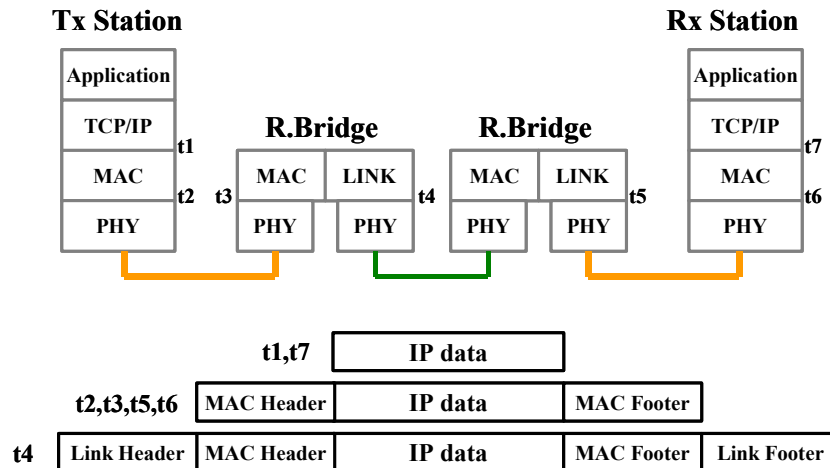 Tx Station
Rx Station
Application
Application
TCP/IP
TCP/IP
R.Bridge
R.Bridge
t1
t7
MAC
MAC
LINK
MAC
LINK
MAC
t2
t3
t4
t5
t6
PHY
PHY
PHY
PHY
PHY
PHY
t1,t7
IP data
t2,t3,t5,t6
MAC Header
IP data
MAC Footer
t4
Link Header
MAC Header
IP data
MAC Footer
Link Footer